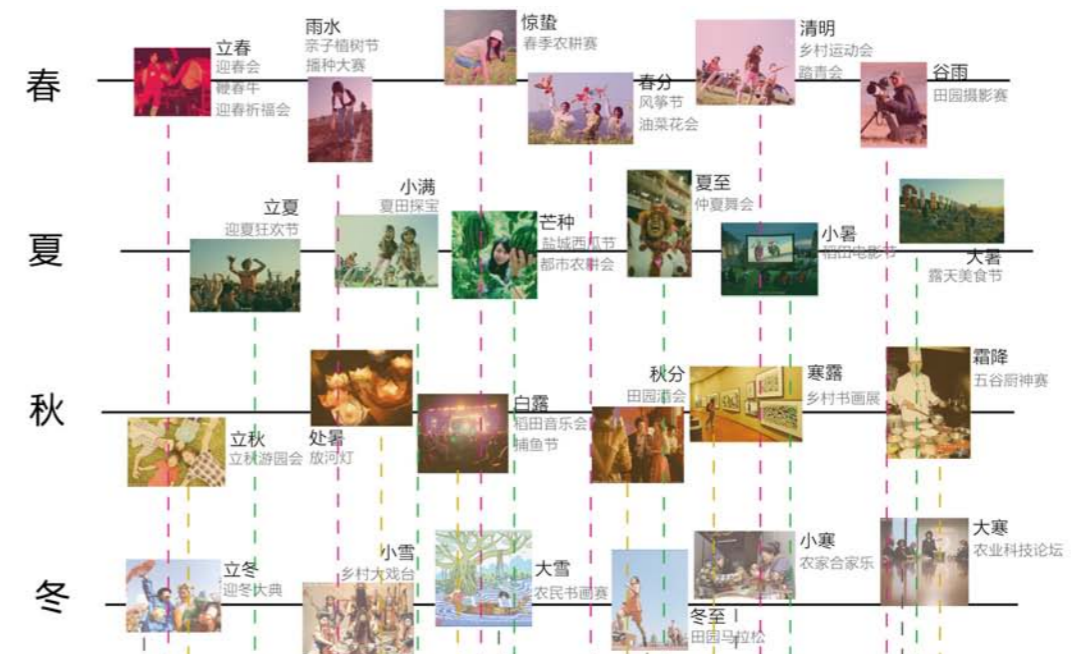 春
立春
迎春会
鞭春牛
迎春祈福会
雨水
亲子植树节
播种大赛
惊蛰
春季农耕赛
春分
风筝节
油菜花会
清明
乡村运动会
踏青会
谷雨
田园摄影赛
夏
立夏
迎夏狂欢节
小满
夏田探宝
芒种
盐城西瓜节
都市农耕会
夏至
仲夏舞会
小暑
稻田电影节
大暑
露天美食节
秋
立秋
立秋游园会
处暑
放河灯
白露
稻田音乐会
捕鱼节
秋分
田园酒会
寒露
乡村书画展
霜降
五谷厨神赛
冬
立冬
迎冬大典
小雪
乡村大戏台
大雪
农民书画赛
冬至
田园马拉松
小寒
农家合家乐
大寒
农业科技论坛